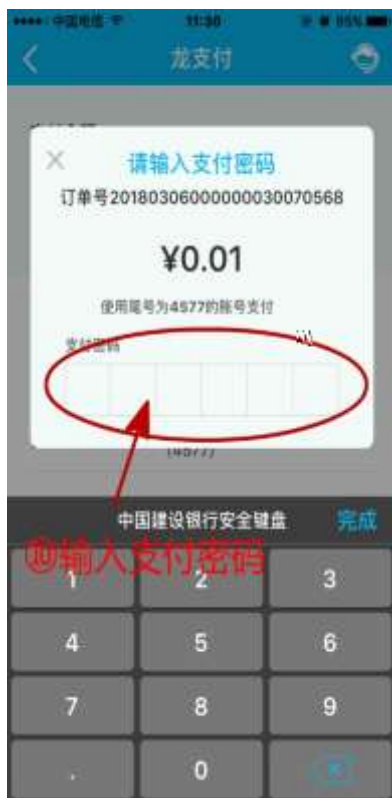 中国电信 11:30 95%
龙支付
请输入支付密码
订单号20180306000000030070568
¥0.01
使用尾号为4577的账号支付
支付密码
(4577)
中国建设银行安全键盘 完成
⑩输入支付密码
1 2 3
4 5 6
7 8 9
. 0